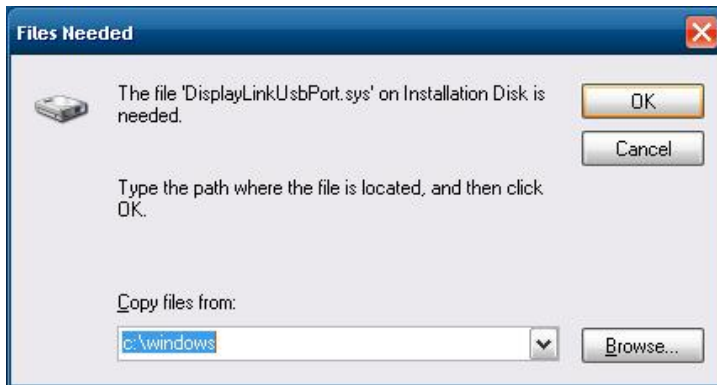 Files Needed
The file 'DisplayLinkUsbPort.sys' on Installation Disk is
needed.
OK
Cancel
Type the path where the file is located, and then click
OK.
Copy files from:
c:\windows
Browse...